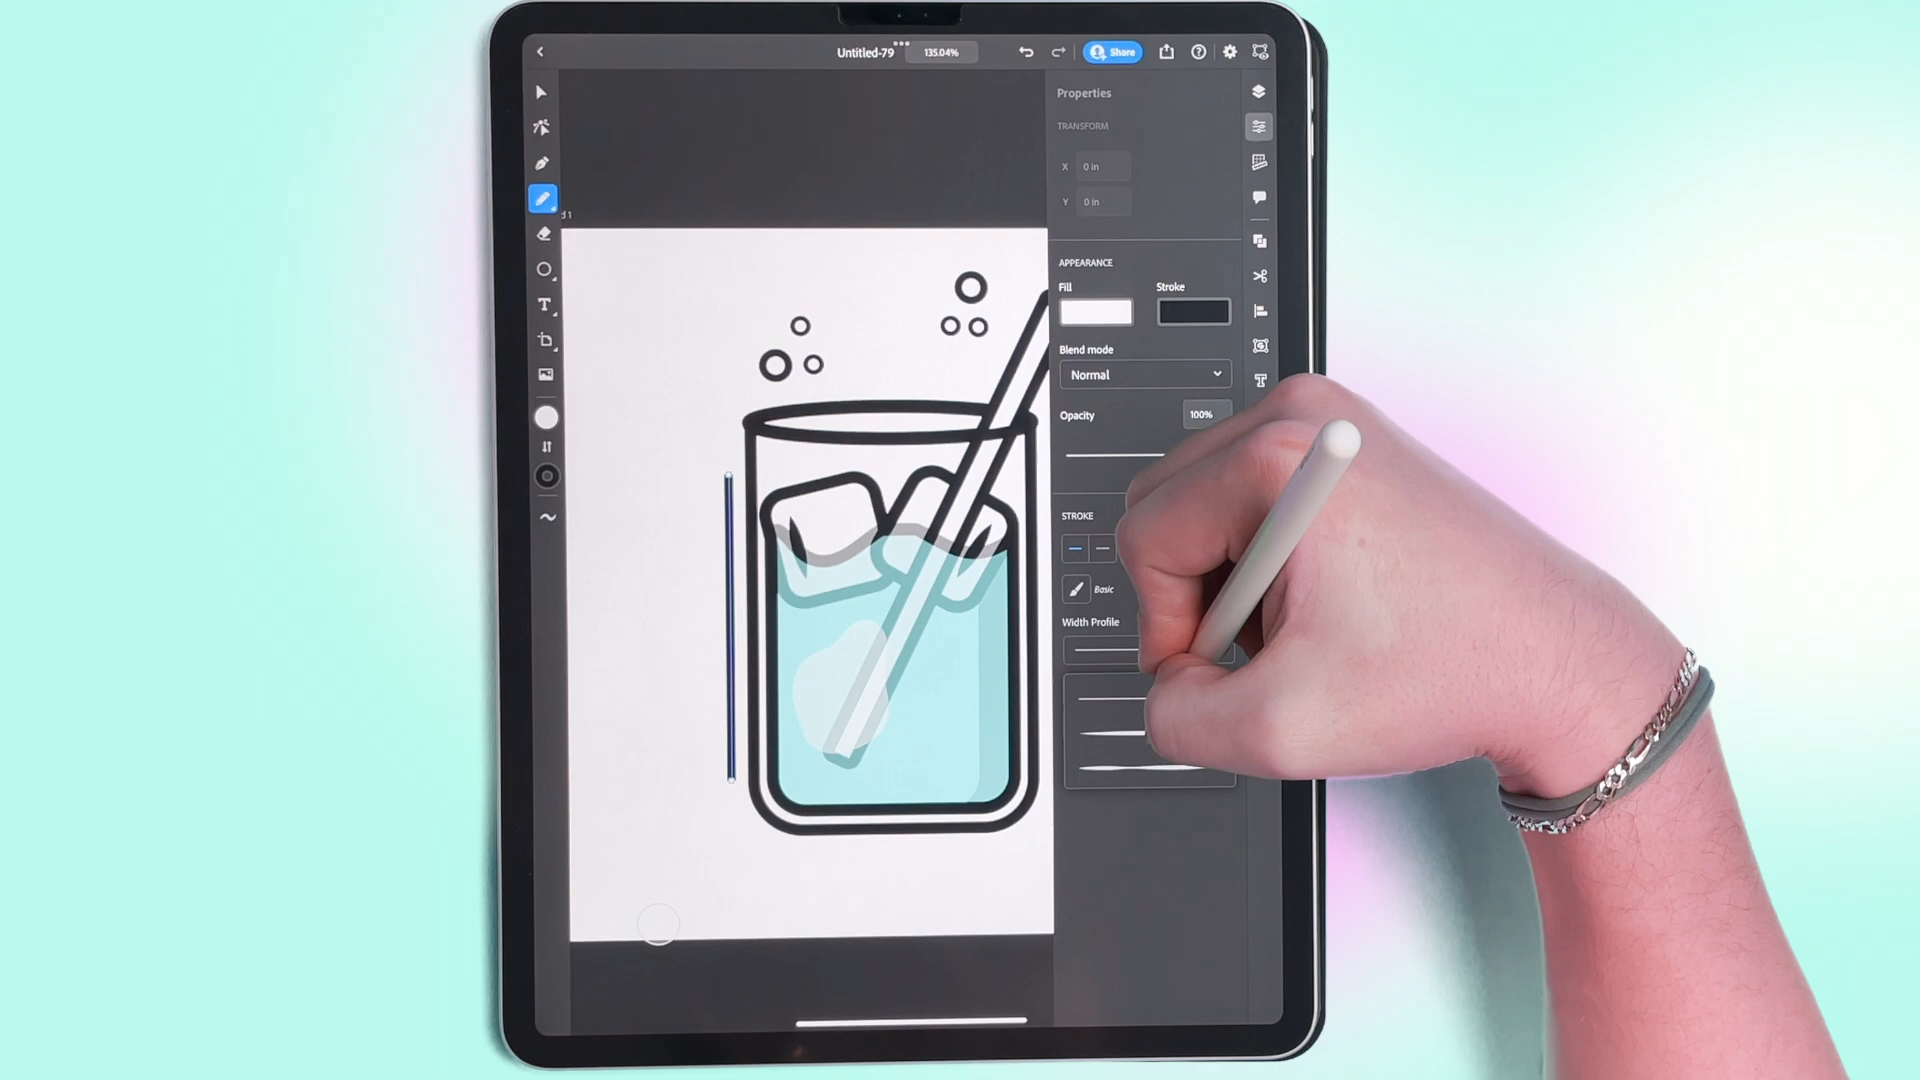 Untitled-79
135.04%
Share
Properties
TRANSFORM
d 1
X 0 in
Y 0 in
APPEARANCE
Fill
Stroke
Blend mode
Normal
Opacity
100%
STROKE
Basic
Width Profile